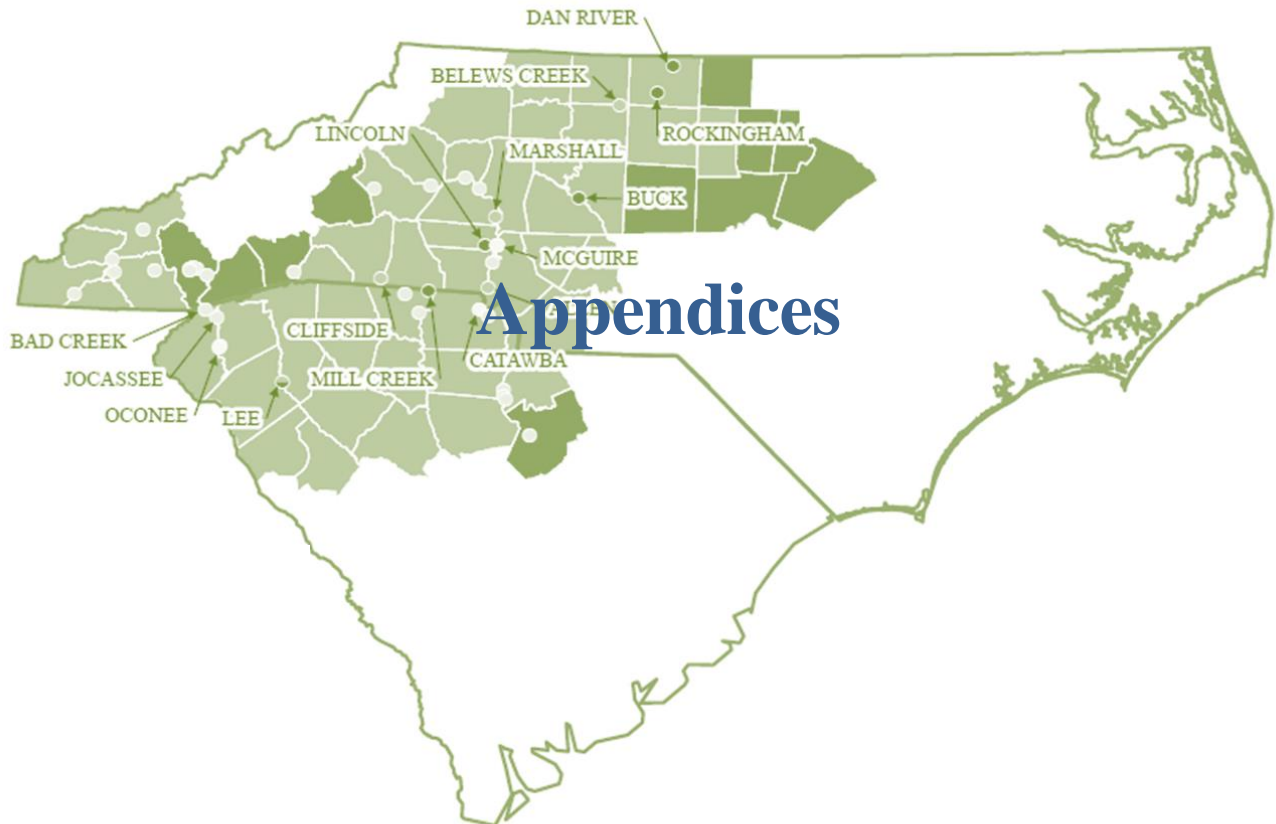 DAN RIVER
BELEWS CREEK
LINCOLN
ROCKINGHAM
MARSHALL
BUCK
MCGUIRE
Appendices
CLIFFSIDE
BAD CREEK
CATAWBA
JOCASSEE
MILL CREEK
OCONEE
LEE